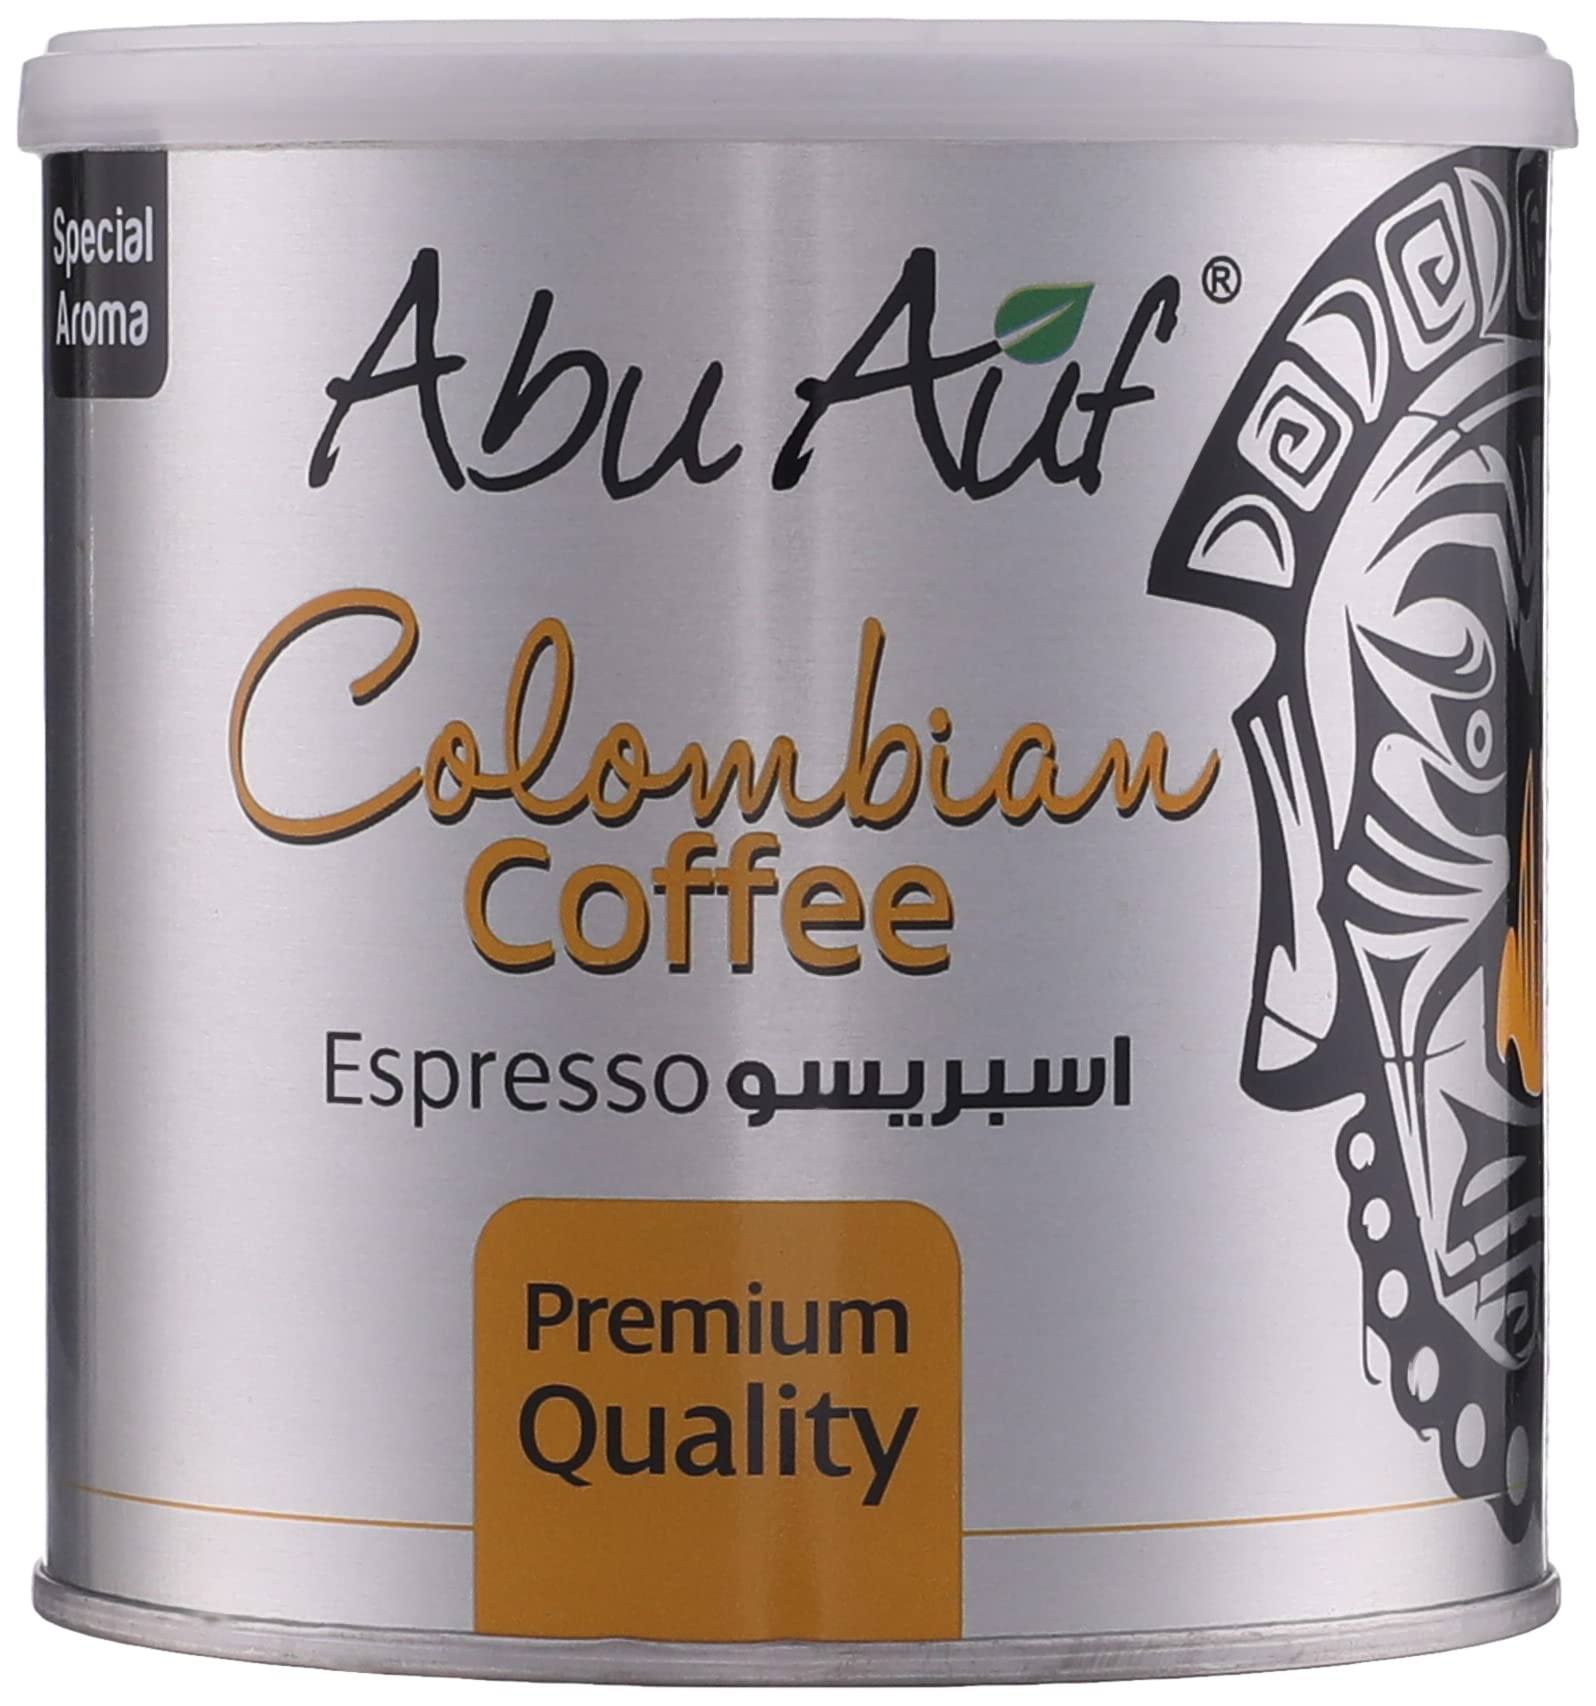 Special
Aroma
Abu Auf®
Colombian
Coffee
Espresso اسبريسو
Premium
Quality